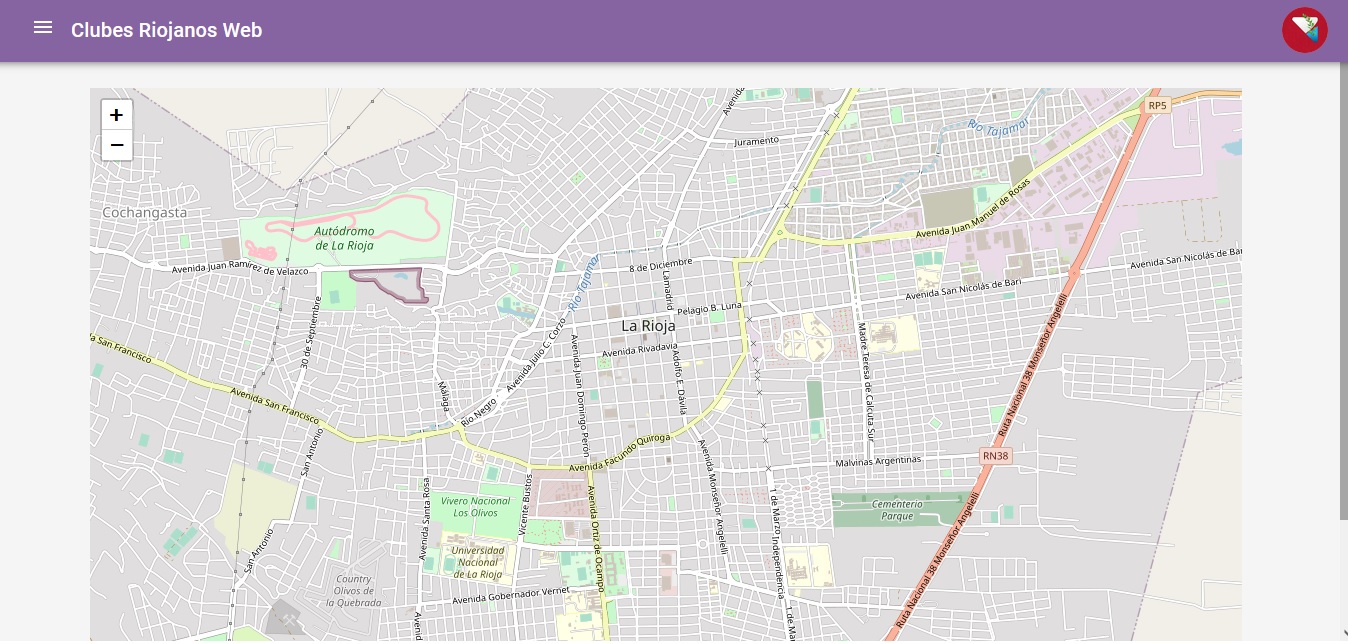 Clubes Riojanos Web
+
−
RP5
Río Tajamar
Juramento
Cochangasta
Autódromo
de La Rioja
Avenida Juan Manuel de Rosas
Avenida Juan Ramírez de Velazco
8 de Diciembre
Avenida San Nicolás de Bari
Avenida San Nicolás de Bari
Río Tajamar
Lamadrid
Pelagio B. Luna
La Rioja
30 de Septiembre
Avenida Julio C. Corzo
Avenida Rivadavia
Adolfo E. Dávila
Madre Teresa de Calcuta Sur
Ruta Nacional 38 Monseñor Angelelli
San Francisco
Avenida San Francisco
Málaga
Río Negro
Avenida Juan Domingo Perón
Avenida Facundo Quiroga
San Antonio
Avenida Monseñor Angelelli
Malvinas Argentinas
RN38
Avenida Santa Rosa
Vivero Nacional
Los Olivos
Vicente Bustos
Avenida Ortiz de Ocampo
1 de Marzo Independencia
Cementerio
Parque
Ruta Nacional 38 Monseñor Angelelli
San Antonio
Universidad
Nacional
de La Rioja
Country
Olivos de
la Quebrada
Avenida Gobernador Vernet